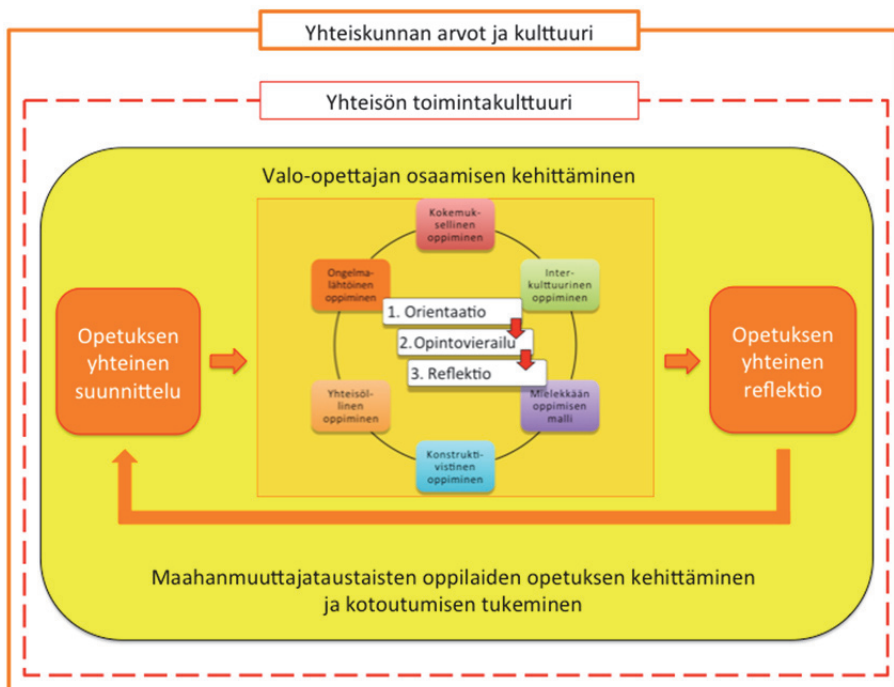 Yhteiskunnan arvot ja kulttuuri
Yhteisön toimintakulttuuri
Valo-opettajan osaamisen kehittäminen
Kokemuk-
sellinen
oppiminen
Ongelma-
lähtöinen
oppiminen
Inter-
kulttuurinen
oppiminen
1. Orientaatio
2. Opintovierailu
3. Reflektio
Opetuksen
yhteinen
suunnittelu
Opetuksen
yhteinen
reflektio
Yhteisöl-
linen
oppiminen
Mielekkään
oppimisen
malli
Konstrukti-
vistinen
oppiminen
Maahanmuuttajataustaisten oppilaiden opetuksen kehittäminen
ja kotoutumisen tukeminen